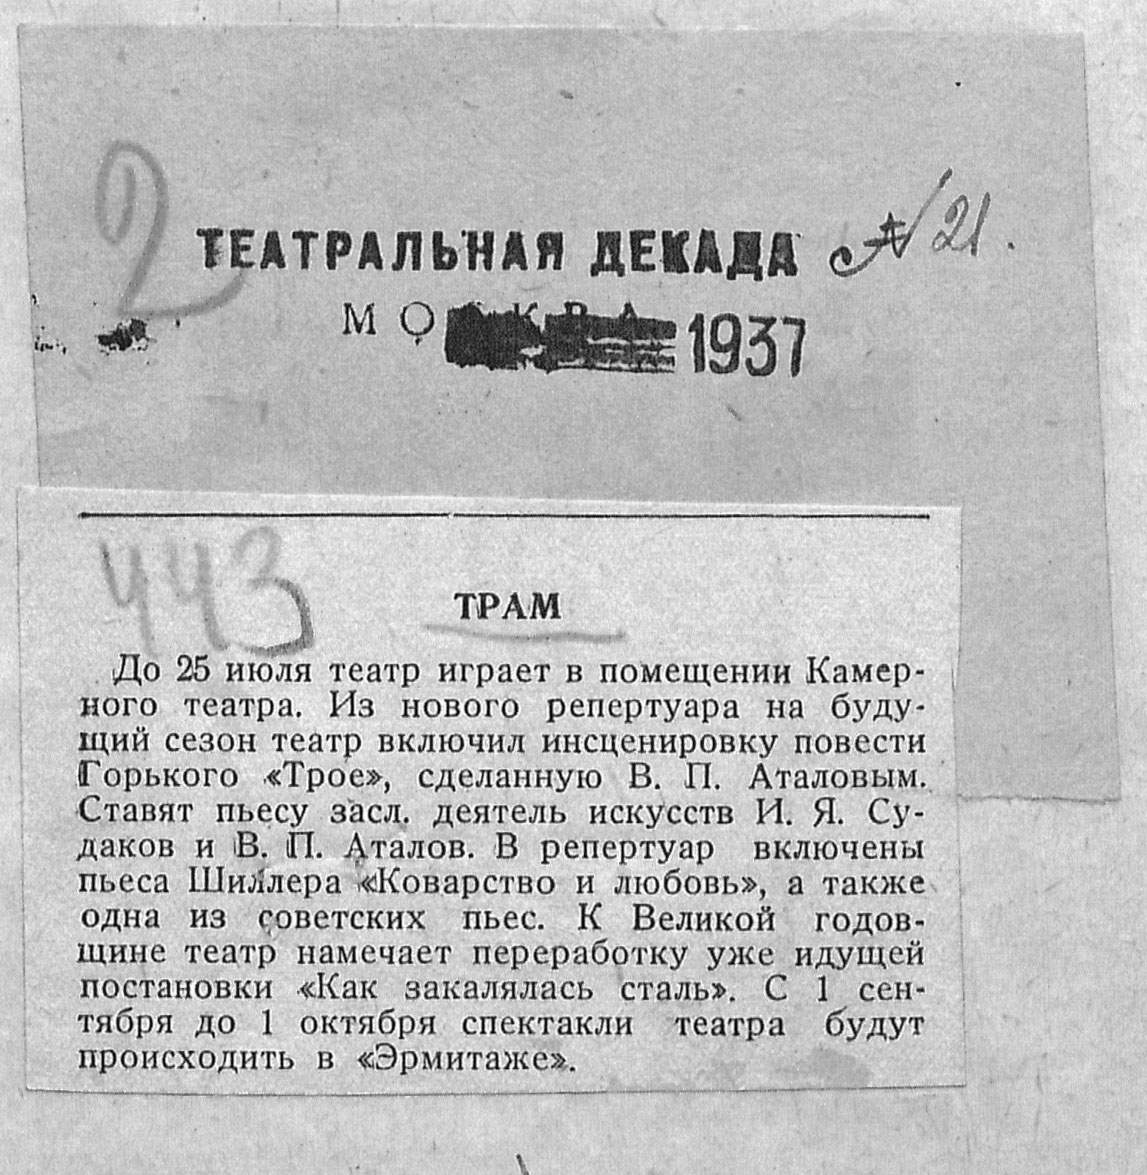 2
ТЕАТРАЛЬНАЯ ДЕКАДА № 21.
МОСКВА 1937
443
ТРАМ
До 25 июля театр играет в помещении Камер-
ного театра. Из нового репертуара на буду-
щий сезон театр включил инсценировку повести
Горького «Трое», сделанную В. П. Аталовым.
Ставят пьесу засл. деятель искусств И. Я. Су-
даков и В. П. Аталов. В репертуар включены
пьеса Шиллера «Коварство и любовь», а также
одна из советских пьес. К Великой годов-
щине театр намечает переработку уже идущей
постановки «Как закалялась сталь». С 1 сен-
тября до 1 октября спектакли театра будут
происходить в «Эрмитаже».